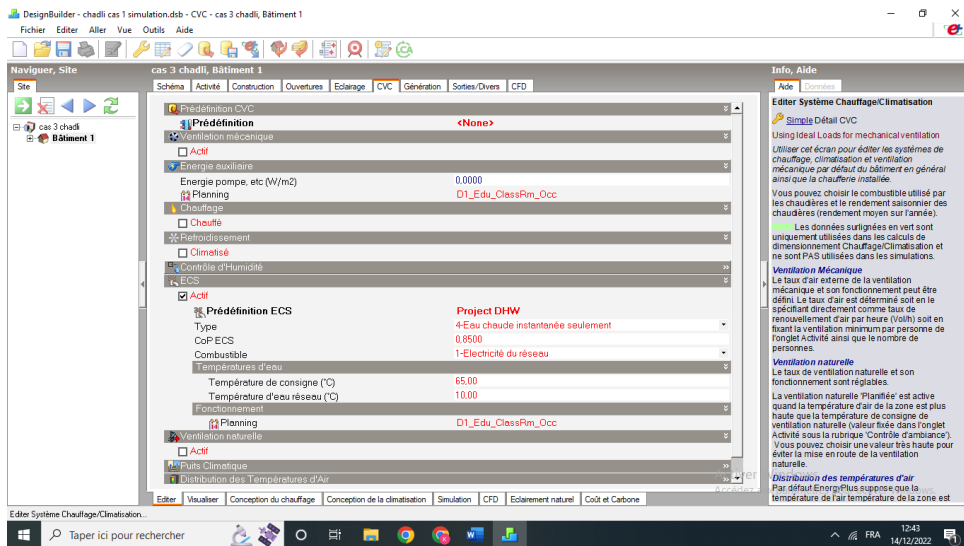 DesignBuilder - chadli cas 1 simulation.dsb - CVC - cas 3 chadli, Bâtiment 1
Fichier Editer Aller Vue Outils Aide
Naviguer, Site
Site
cas 3 chadli
Bâtiment 1
cas 3 chadli, Bâtiment 1
Schéma Activité Construction Ouvertures Eclairage CVC Génération Sorties/Divers CFD
Prédéfinition CVC
Prédéfinition <None>
Ventilation mécanique
Actif
Energie auxiliaire
Energie pompe, etc (W/m2) 0,0000
Planning D1_Edu_ClassRm_Occ
Chauffage
Chauffé
Refroidissement
Climatisé
Contrôle d'Humidité
ECS
Actif
Prédéfinition ECS Project DHW
Type 4-Eau chaude instantanée seulement
CoP ECS 0,8500
Combustible 1-Electricité du réseau
Températures d'eau
Température de consigne (°C) 65,00
Température d'eau réseau (°C) 10,00
Fonctionnement
Planning D1_Edu_ClassRm_Occ
Ventilation naturelle
Actif
Puits Climatique
Distribution des Températures d'Air
Editer Visualiser Conception du chauffage Conception de la climatisation Simulation CFD Eclairement naturel Coût et Carbone
Info, Aide
Aide Données
Editer Système Chauffage/Climatisation
Simple Détail CVC
Using Ideal Loads for mechanical ventilation
Utiliser cet écran pour éditer les systèmes de
chauffage, climatisation et ventilation
mécanique par défaut du bâtiment en général
ainsi que la chaufferie installée.
Vous pouvez choisir le combustible utilisé par
les chaudières et le rendement saisonnier des
chaudières (rendement moyen sur l'année).
Les données surlignées en vert sont
uniquement utilisées dans les calculs de
dimensionnement Chauffage/Climatisation et
ne sont PAS utilisées dans les simulations.
Ventilation Mécanique
Le taux d'air externe de la ventilation
mécanique et son fonctionnement peut être
défini. Le taux d'air est déterminé soit en le
spécifiant directement comme taux de
renouvellement d'air par heure (Vol/h) soit en
fixant la ventilation minimum par personne de
l'onglet Activité ainsi que le nombre de
personnes.
Ventilation naturelle
Le taux de ventilation naturelle et son
fonctionnement sont réglables.
La ventilation naturelle 'Planifiée' est active
quand la température d'air de la zone est plus
haute que la température de consigne de
ventilation naturelle (valeur fixée dans l'onglet
Activité sous la rubrique 'Contrôle d'ambiance').
Vous pouvez choisir une valeur très haute pour
éviter la mise en route de la ventilation
naturelle.
Distribution des températures d'air
Par défaut EnergyPlus suppose que la
température de l'air température de la zone est
Editer Système Chauffage/Climatisation...
Taper ici pour rechercher
FRA
12:43
14/12/2022